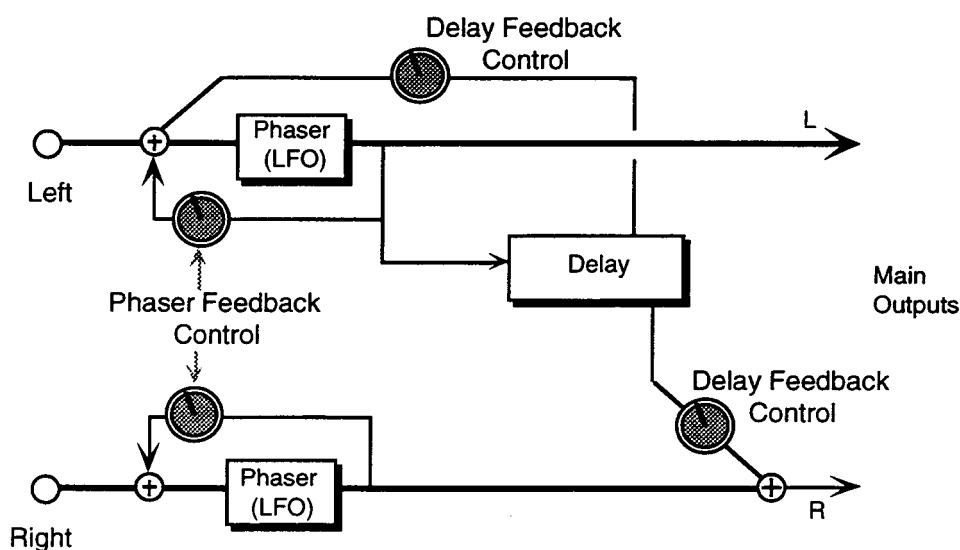 Delay Feedback
Control
L
Phaser
(LFO)
Left
Delay
Main
Outputs
Phaser Feedback
Control
Delay Feedback
Control
Phaser
(LFO)
R
Right